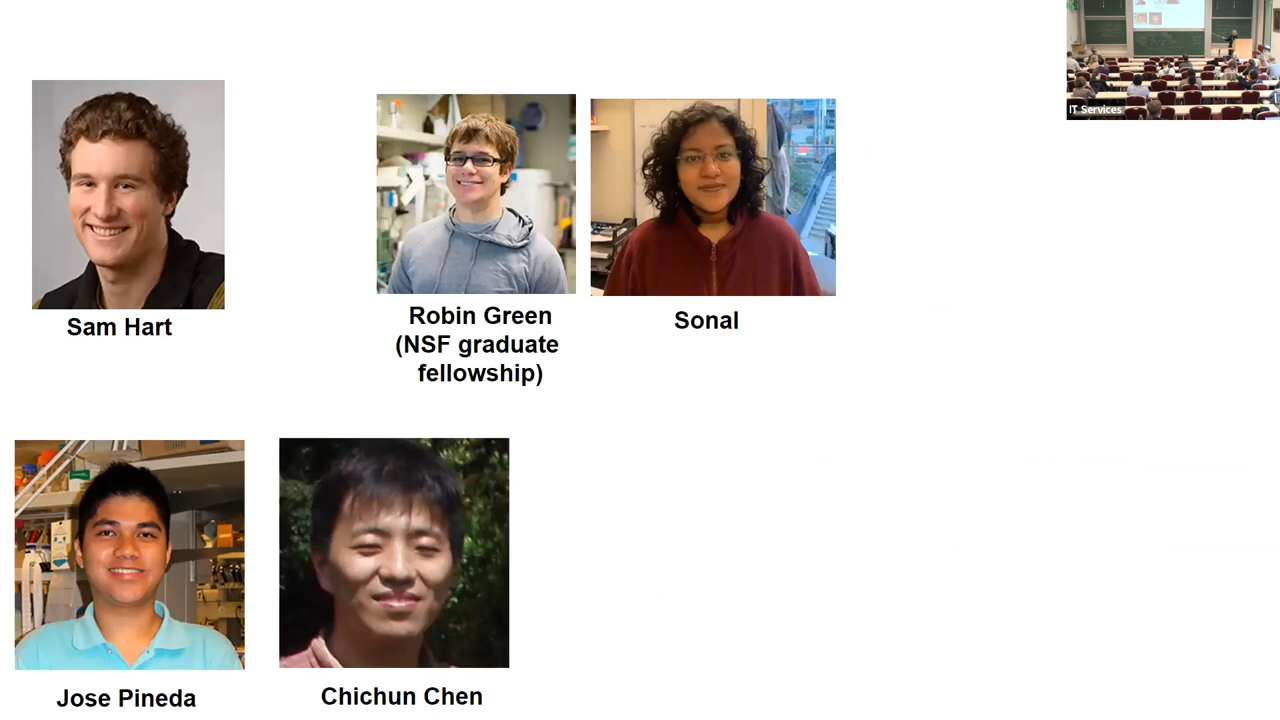 IT Services
Sam Hart
Robin Green
(NSF graduate
fellowship)
Sonal
Jose Pineda
Chichun Chen